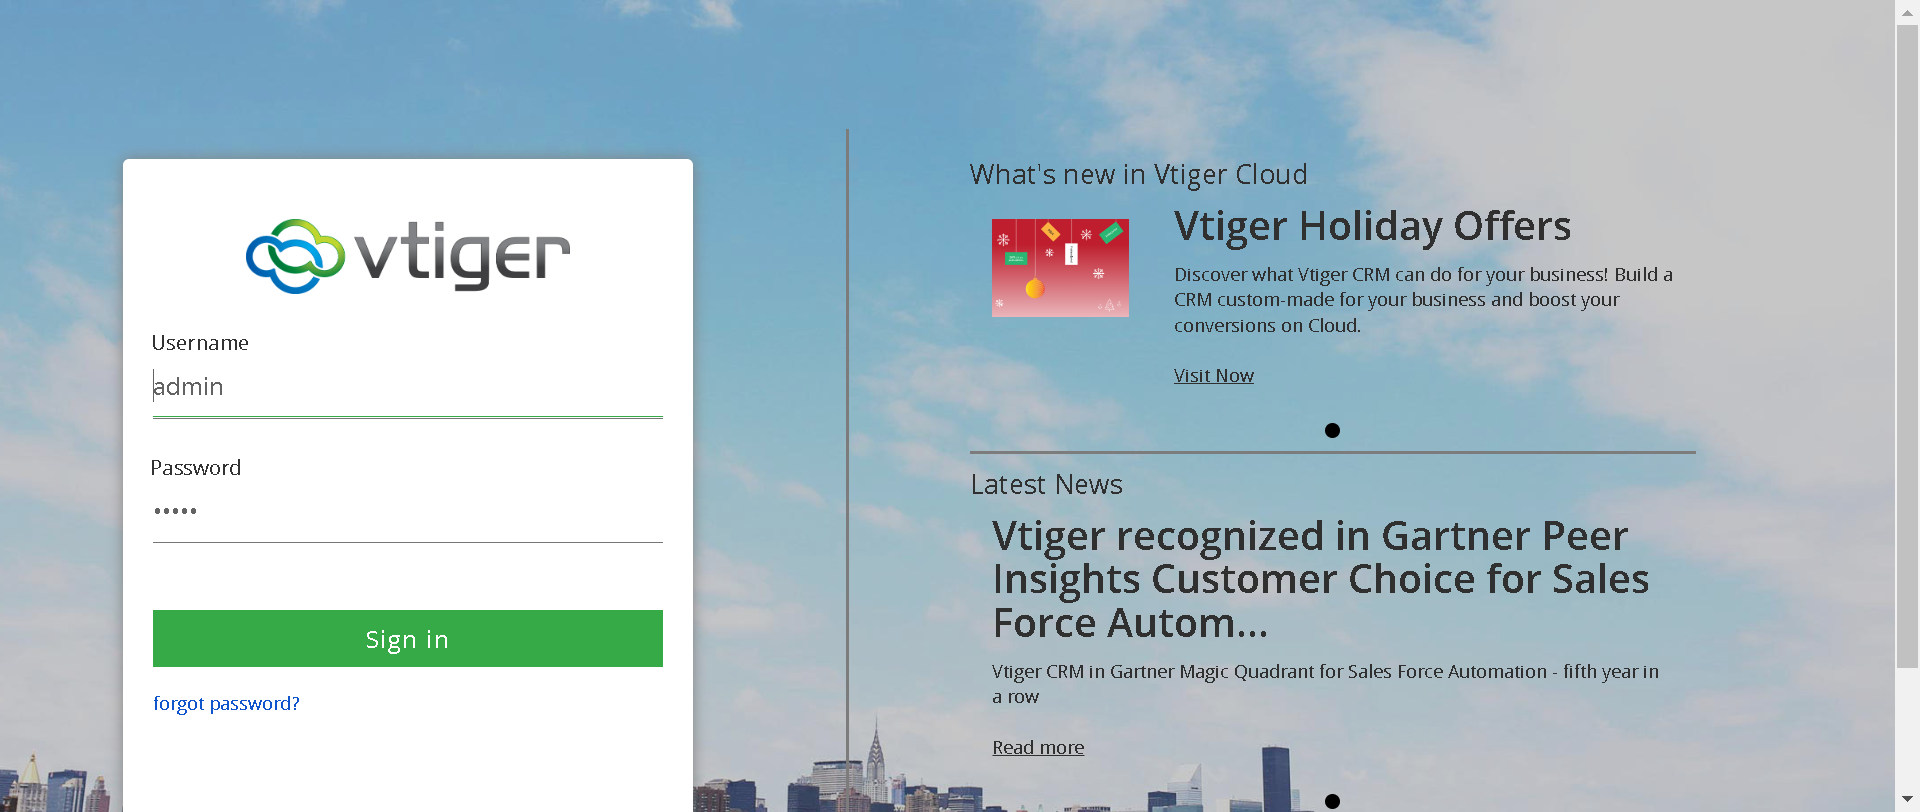 vtiger
Username
admin
Password
•••••
Sign in
forgot password?
What's new in Vtiger Cloud
Vtiger Holiday Offers
Discover what Vtiger CRM can do for your business! Build a
CRM custom-made for your business and boost your
conversions on Cloud.
Visit Now
Latest News
Vtiger recognized in Gartner Peer
Insights Customer Choice for Sales
Force Autom...
Vtiger CRM in Gartner Magic Quadrant for Sales Force Automation - fifth year in
a row
Read more